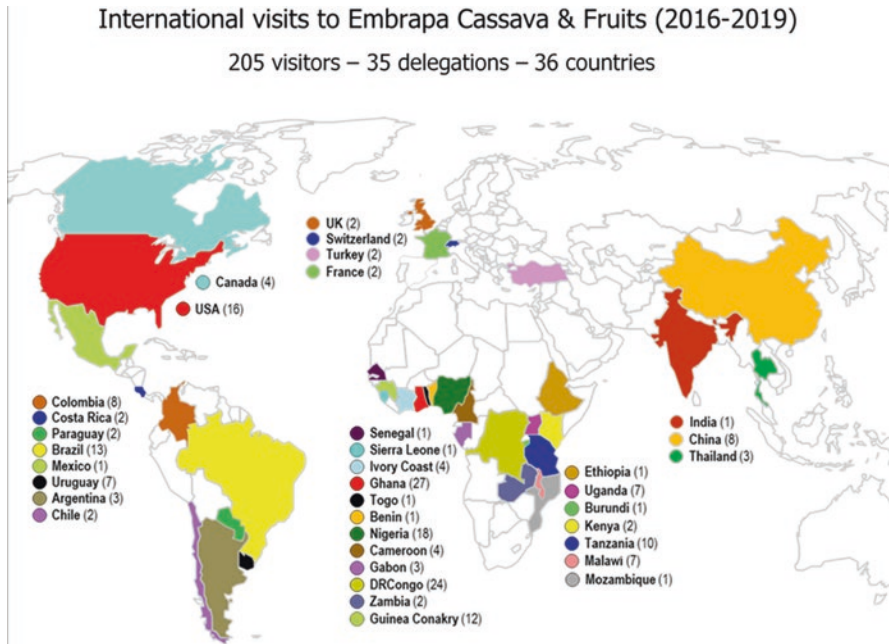 International visits to Embrapa Cassava & Fruits (2016-2019)
205 visitors – 35 delegations – 36 countries
UK (2)
Switzerland (2)
Turkey (2)
France (2)
Canada (4)
USA (16)
Colombia (8)
Costa Rica (2)
Paraguay (2)
Brazil (13)
Mexico (1)
Uruguay (7)
Argentina (3)
Chile (2)
Senegal (1)
Sierra Leone (1)
Ivory Coast (4)
Ghana (27)
Togo (1)
Benin (1)
Nigeria (18)
Cameroon (4)
Gabon (3)
DRCongo (24)
Zambia (2)
Guinea Conakry (12)
Ethiopia (1)
Uganda (7)
Burundi (1)
Kenya (2)
Tanzania (10)
Malawi (7)
Mozambique (1)
India (1)
China (8)
Thailand (3)